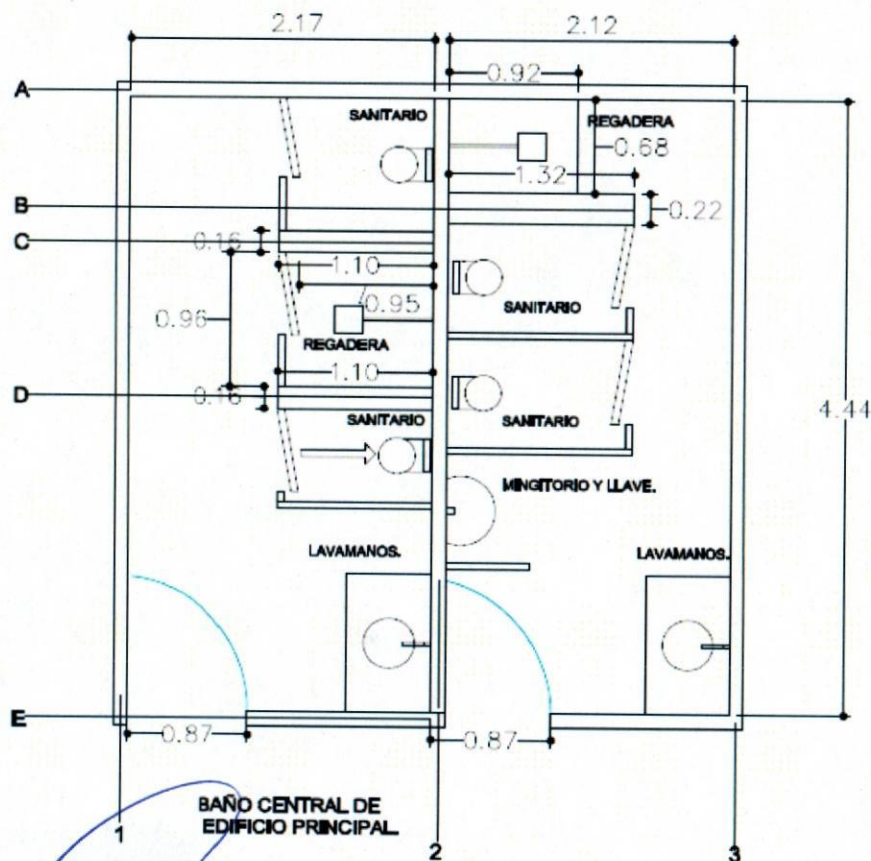 2.17
2.12
0.92
A
SANITARIO
REGADERA
0.68
1.32
B
0.22
C
0.16
1.10
0.95
0.96
SANITARIO
REGADERA
1.10
D
0.16
SANITARIO
SANITARIO
4.44
MINGITORIO Y LLAVE.
LAVAMANOS.
LAVAMANOS.
E
0.87
0.87
BAÑO CENTRAL DE
EDIFICIO PRINCIPAL.
1
2
3